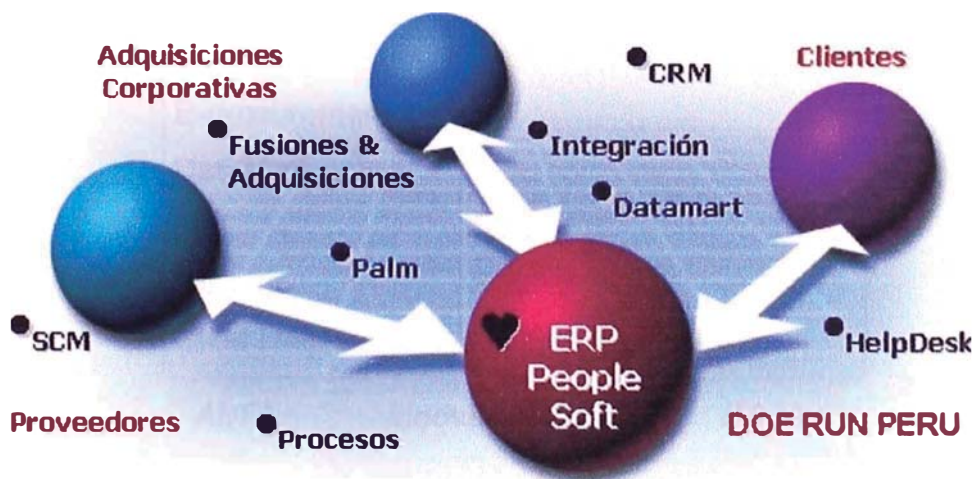 Adquisiciones
Corporativas
CRM
Clientes
Fusiones &
Adquisiciones
Integración
Datamart
Palm
SCM
ERP
People
Soft
HelpDesk
Proveedores
Procesos
DOE RUN PERU